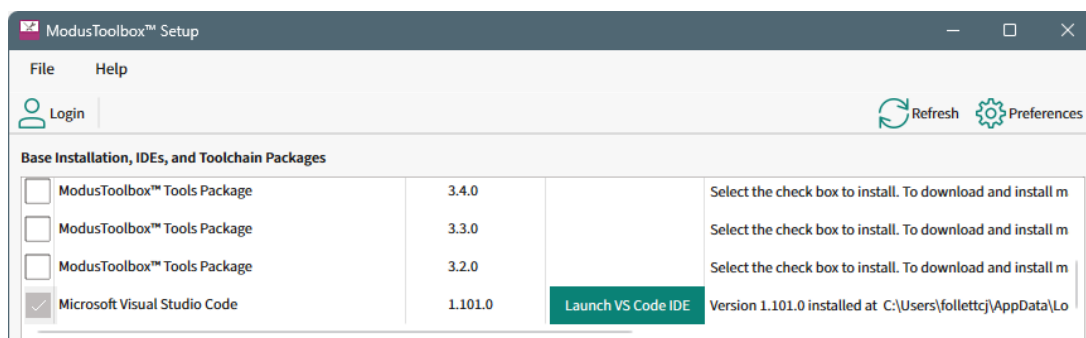 ModusToolbox™ Setup
File Help
Login Refresh Preferences
Base Installation, IDEs, and Toolchain Packages
ModusToolbox™ Tools Package 3.4.0 Select the check box to install. To download and install m
ModusToolbox™ Tools Package 3.3.0 Select the check box to install. To download and install m
ModusToolbox™ Tools Package 3.2.0 Select the check box to install. To download and install m
Microsoft Visual Studio Code 1.101.0 Launch VS Code IDE Version 1.101.0 installed at C:\Users\follettcj\AppData\Lo